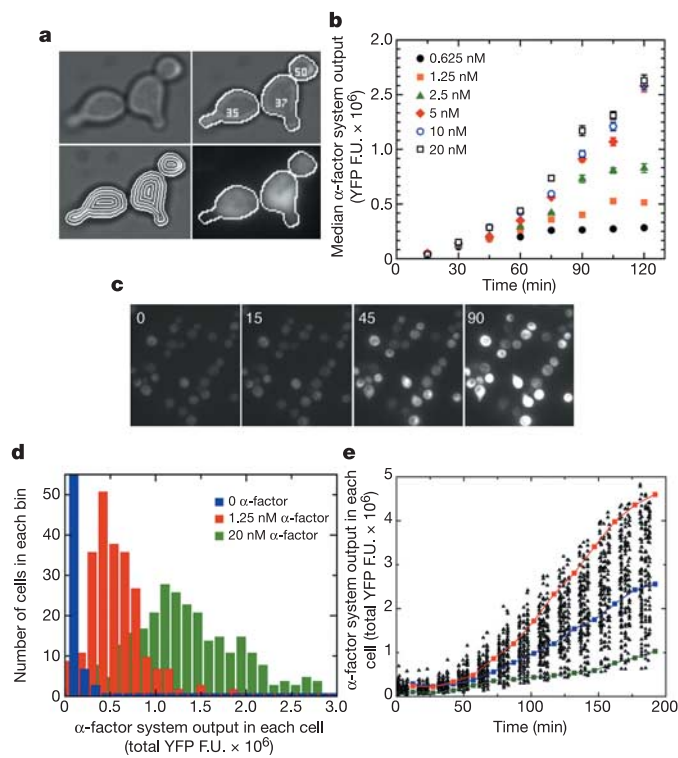 a
50
35
37
b
Median α-factor system output
(YFP F.U. × 10⁶)
2.0
2.5
1.0
0.5
0
0.625 nM
1.25 nM
2.5 nM
5 nM
10 nM
20 nM
0 30 60 90 120
Time (min)
c
0 15 45 90
d
Number of cells in each bin
50
40
30
20
10
0
0 α-factor
1.25 nM α-factor
20 nM α-factor
0 0.5 1.0 1.5 2.0 2.5 3.0
α-factor system output in each cell
(total YFP F.U. × 10⁶)
e
α-factor system output in each
cell (total YFP F.U. × 10⁶)
5
4
3
2
1
0
0 50 100 150 200
Time (min)